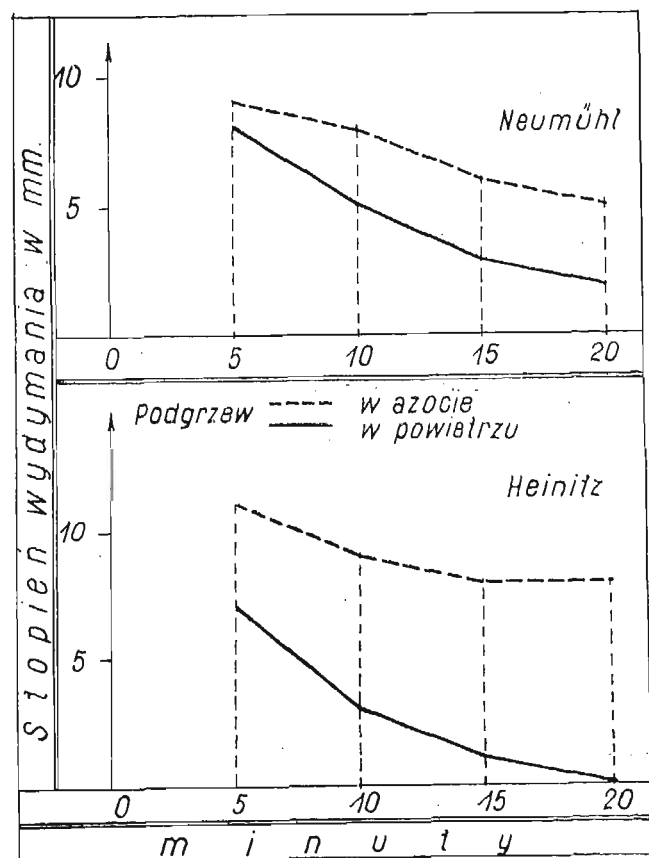 Stopień wydymania w mm.
10
5
Neumühl
0 5 10 15 20
Podgrzew w azocie
w powietrzu
Heinitz
10
5
0 5 10 15 20
minuty